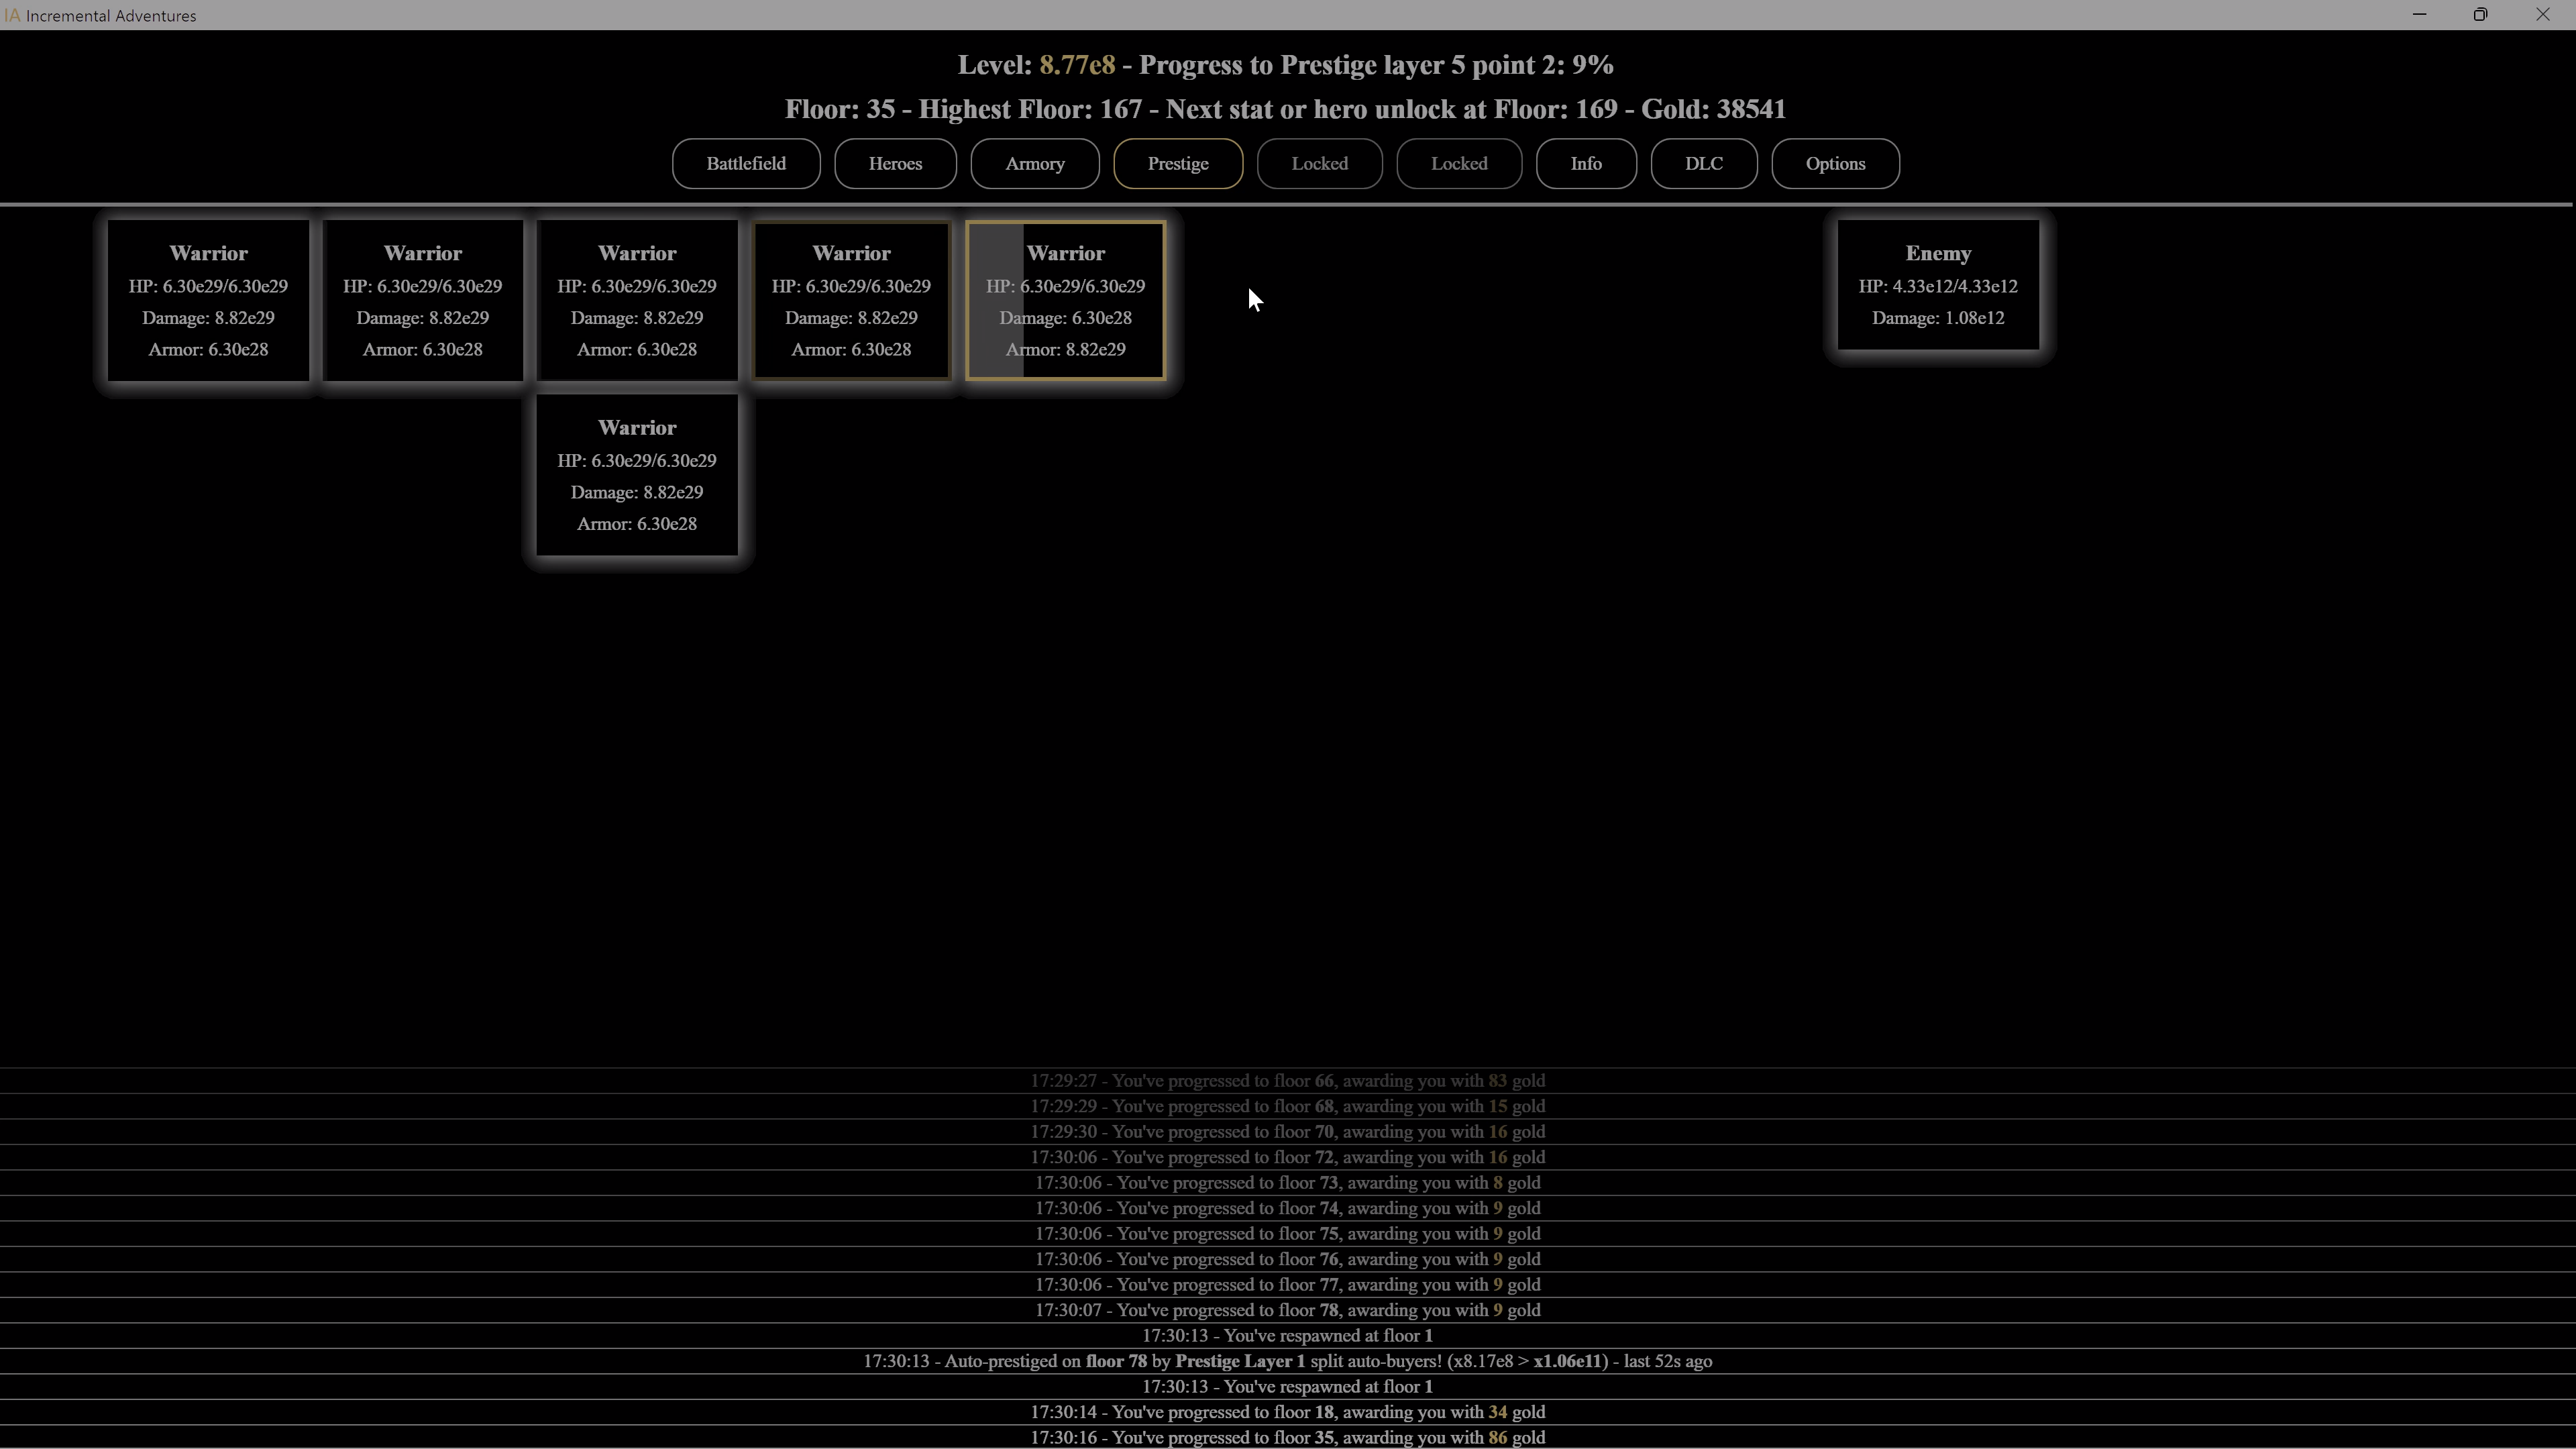 IA Incremental Adventures
Level: 8.77e8 - Progress to Prestige layer 5 point 2: 9%
Floor: 35 - Highest Floor: 167 - Next stat or hero unlock at Floor: 169 - Gold: 38541
Battlefield Heroes Armory Prestige Locked Locked Info DLC Options
Warrior
HP: 6.30e29/6.30e29
Damage: 8.82e29
Armor: 6.30e28
Warrior
HP: 6.30e29/6.30e29
Damage: 8.82e29
Armor: 6.30e28
Warrior
HP: 6.30e29/6.30e29
Damage: 8.82e29
Armor: 6.30e28
Warrior
HP: 6.30e29/6.30e29
Damage: 8.82e29
Armor: 6.30e28
Warrior
HP: 6.30e29/6.30e29
Damage: 6.30e28
Armor: 8.82e29
Enemy
HP: 4.33e12/4.33e12
Damage: 1.08e12
Warrior
HP: 6.30e29/6.30e29
Damage: 8.82e29
Armor: 6.30e28
17:29:27 - You've progressed to floor 66, awarding you with 83 gold
17:29:29 - You've progressed to floor 68, awarding you with 15 gold
17:29:30 - You've progressed to floor 70, awarding you with 16 gold
17:30:06 - You've progressed to floor 72, awarding you with 16 gold
17:30:06 - You've progressed to floor 73, awarding you with 8 gold
17:30:06 - You've progressed to floor 74, awarding you with 9 gold
17:30:06 - You've progressed to floor 75, awarding you with 9 gold
17:30:06 - You've progressed to floor 76, awarding you with 9 gold
17:30:06 - You've progressed to floor 77, awarding you with 9 gold
17:30:07 - You've progressed to floor 78, awarding you with 9 gold
17:30:13 - You've respawned at floor 1
17:30:13 - Auto-prestiged on floor 78 by Prestige Layer 1 split auto-buyers! (x8.17e8 > x1.06e11) - last 52s ago
17:30:13 - You've respawned at floor 1
17:30:14 - You've progressed to floor 18, awarding you with 34 gold
17:30:16 - You've progressed to floor 35, awarding you with 86 gold